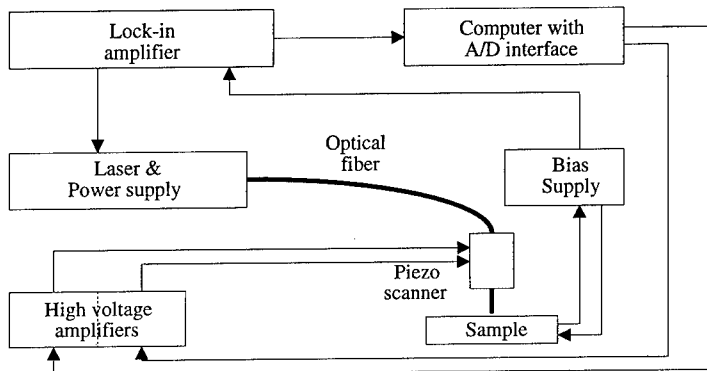 Lock-in
amplifier
Computer with
A/D interface
Optical
fiber
Laser &
Power supply
Bias
Supply
Piezo
scanner
High voltage
amplifiers
Sample